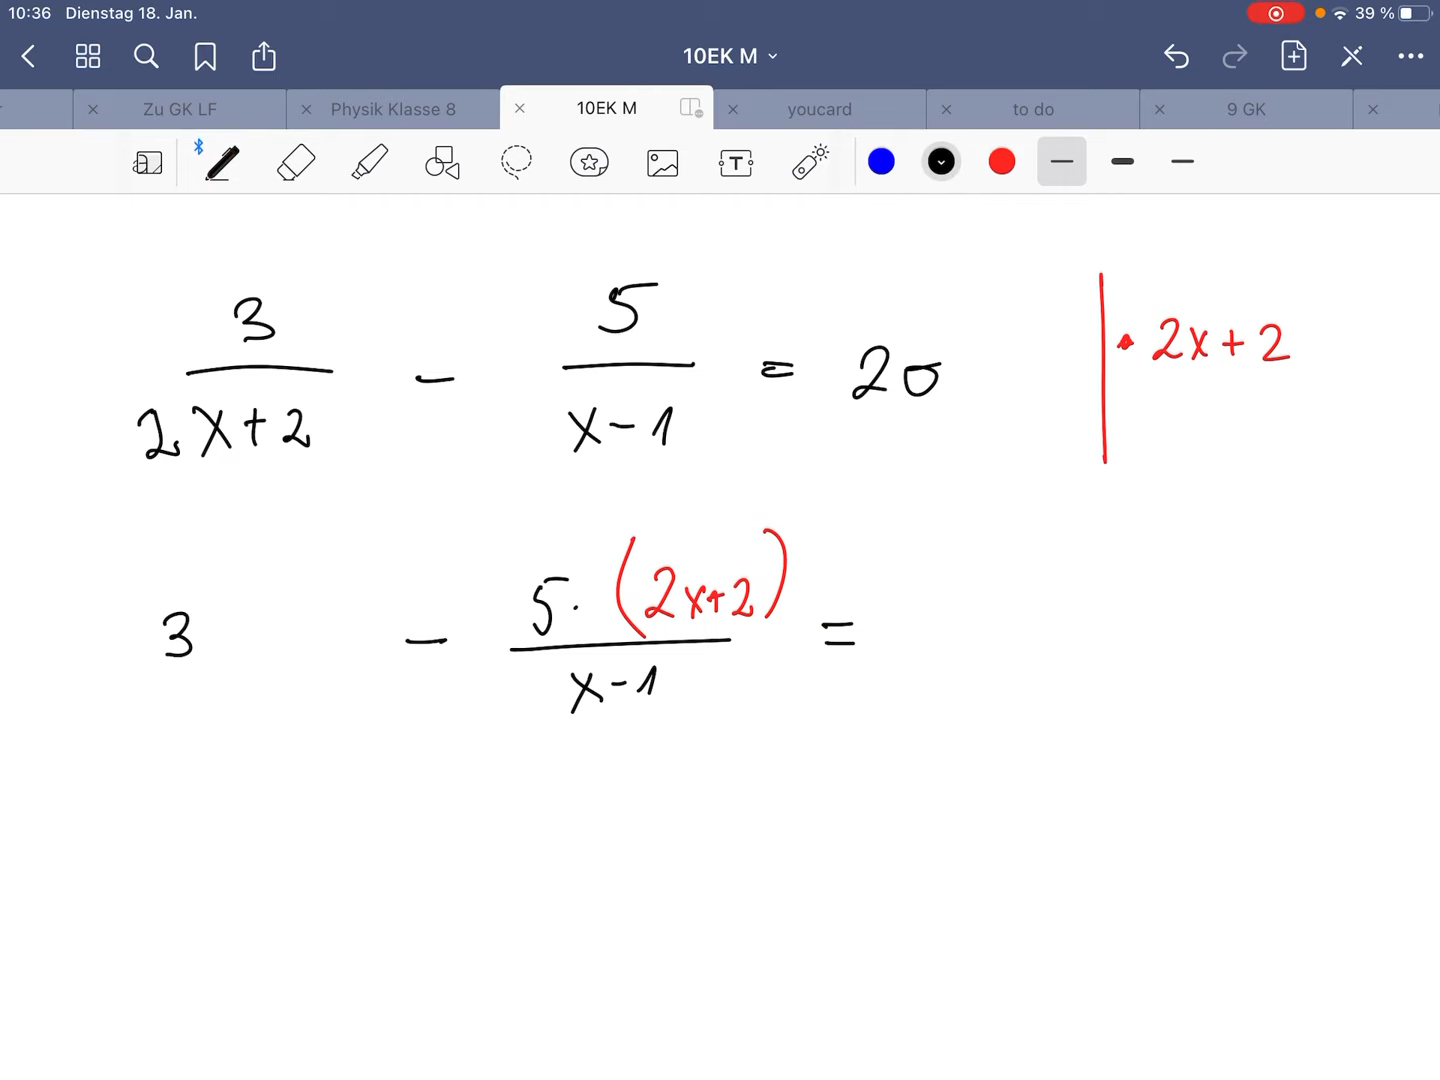 10:36 Dienstag 18. Jan. 39 %
10EK M
Zu GK LF Physik Klasse 8 10EK M youcard to do 9 GK
T
3/(2x+2) - 5/(x-1) = 20 | · 2x+2
3 - 5·(2x+2)/(x-1) =